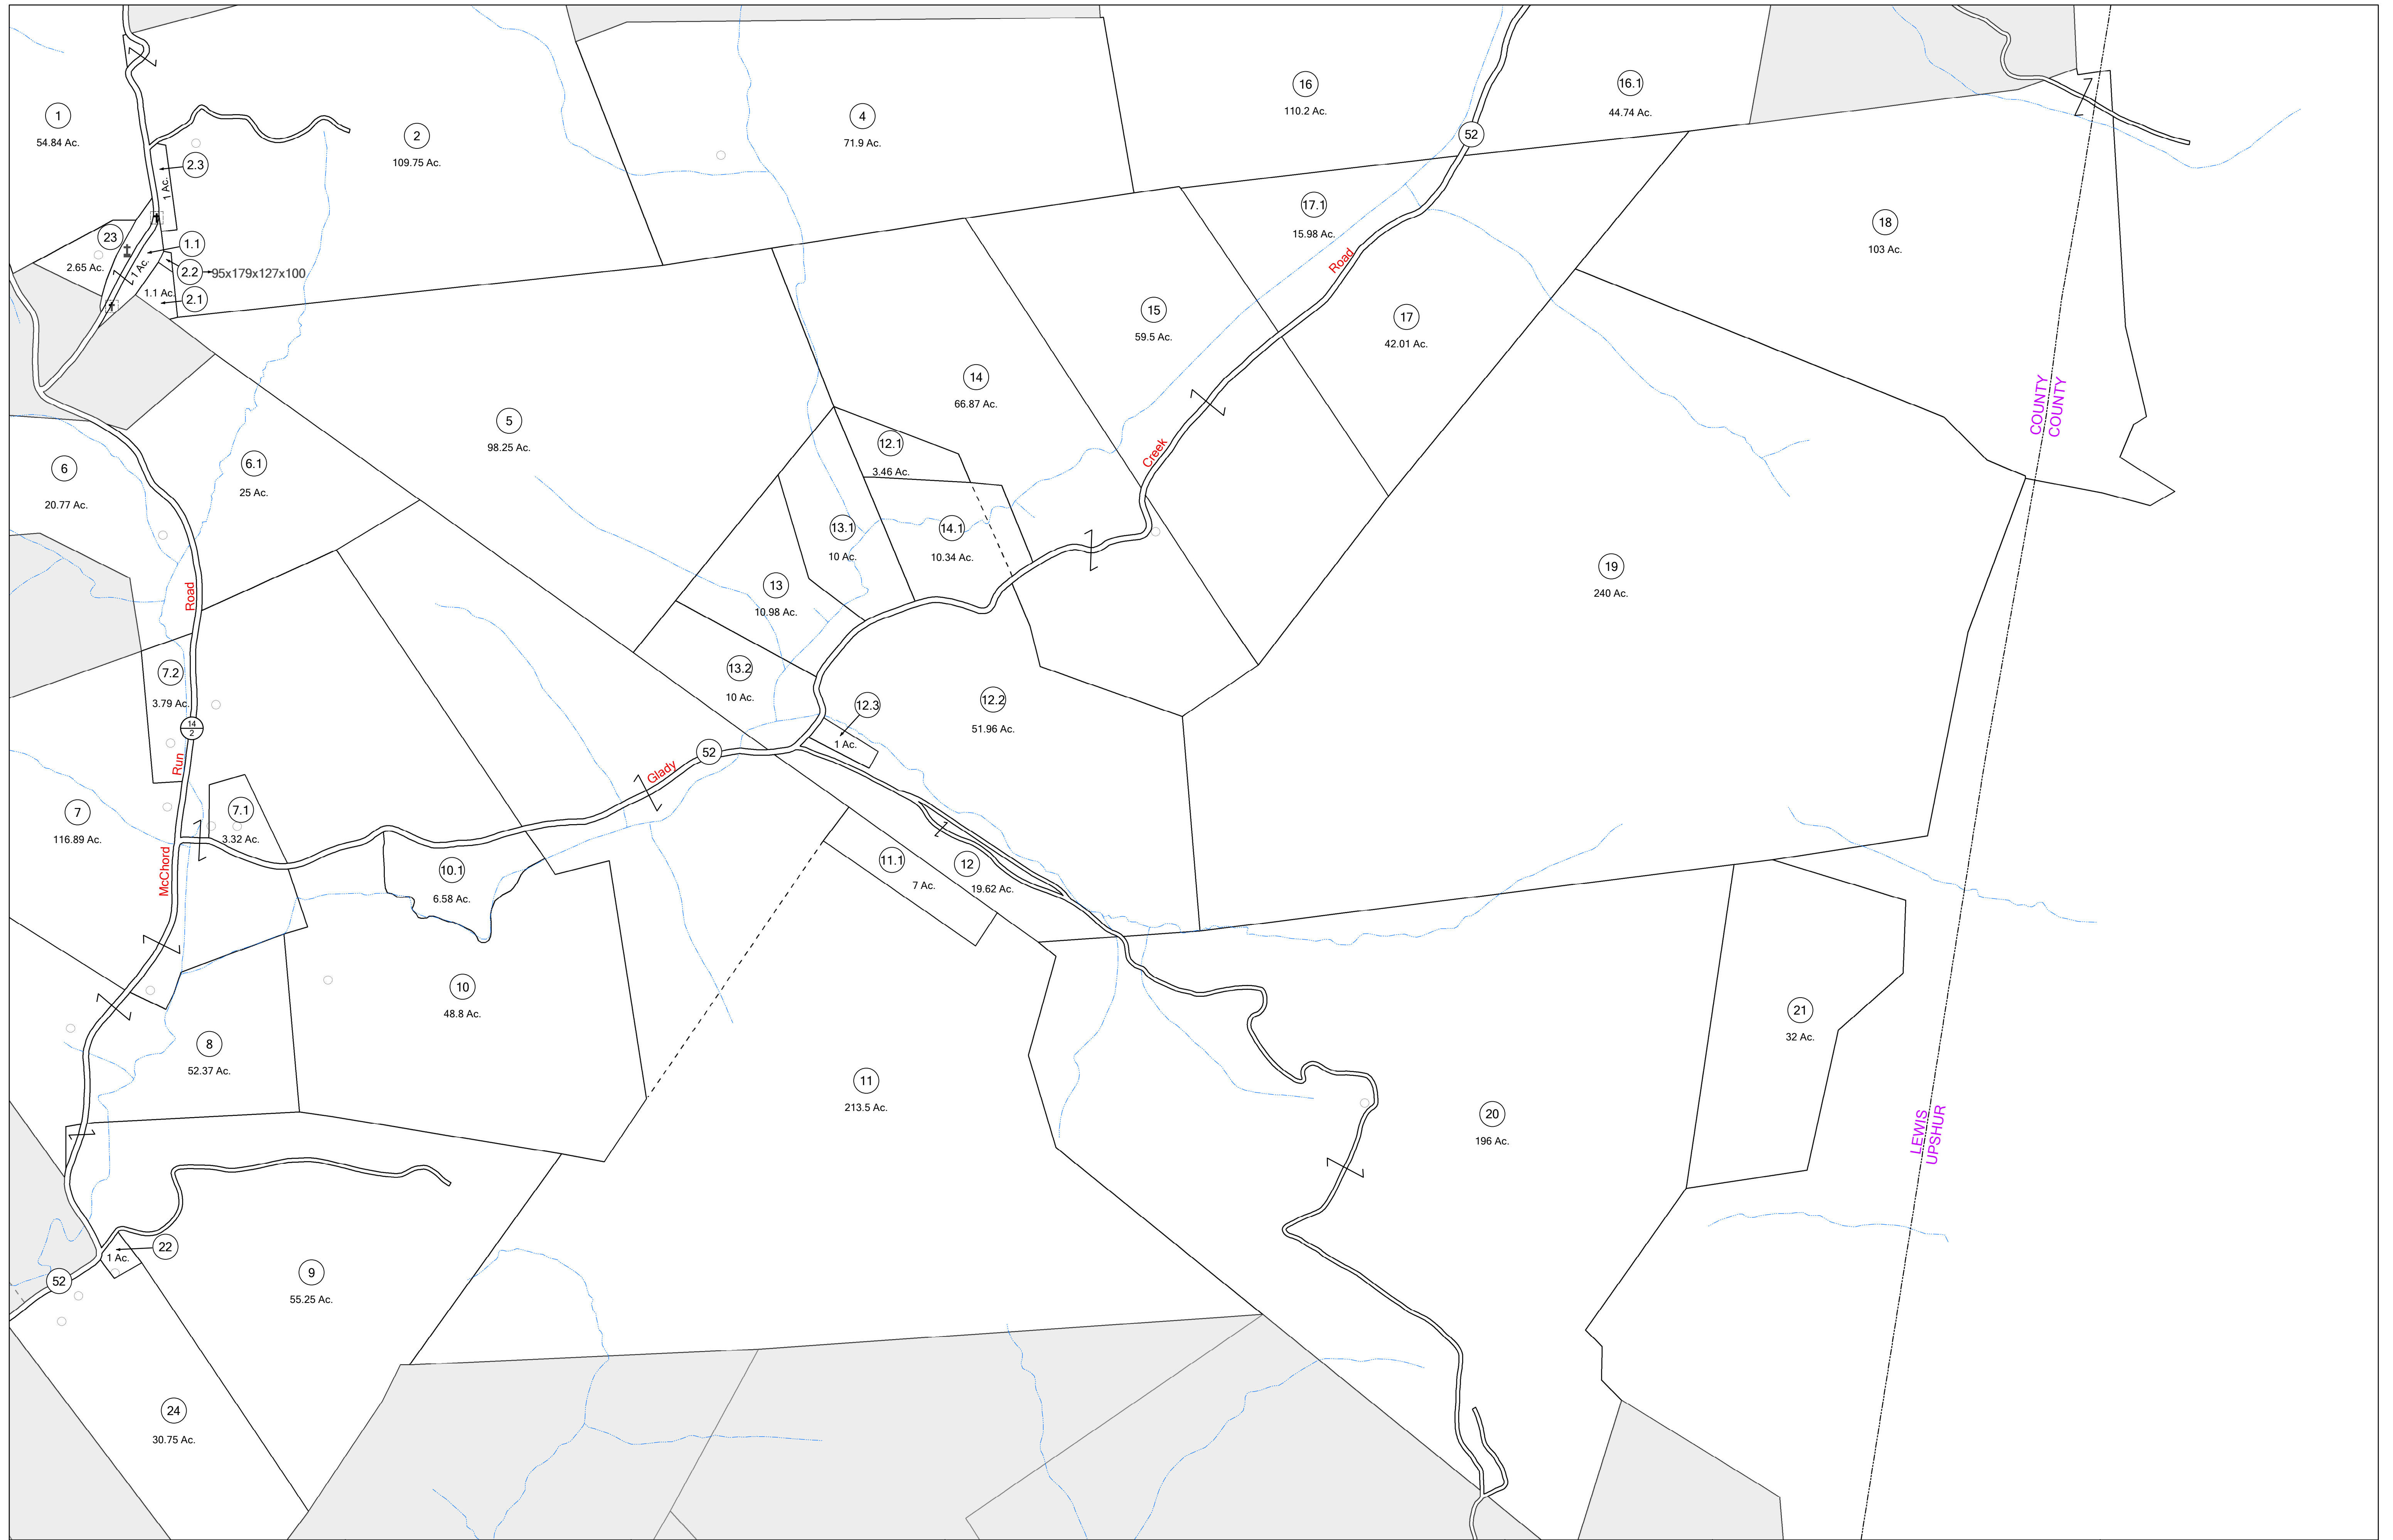 1
54.84 Ac.
2
109.75 Ac.
4
71.9 Ac.
16
110.2 Ac.
16.1
44.74 Ac.
52
2.3
1 Ac.
23
2.65 Ac.
1.1
1 Ac.
2.2
95x179x127x100
1.1 Ac.
2.1
17.1
15.98 Ac.
18
103 Ac.
Road
15
59.5 Ac.
17
42.01 Ac.
14
66.87 Ac.
5
98.25 Ac.
COUNTY
COUNTY
12.1
3.46 Ac.
Creek
6
20.77 Ac.
6.1
25 Ac.
13.1
10 Ac.
14.1
10.34 Ac.
19
240 Ac.
13
10.98 Ac.
Road
7.2
3.79 Ac.
13.2
10 Ac.
12.3
1 Ac.
12.2
51.96 Ac.
14
2
Run
52
Glady
7
116.89 Ac.
7.1
3.32 Ac.
McChord
10.1
6.58 Ac.
11.1
7 Ac.
12
19.62 Ac.
10
48.8 Ac.
21
32 Ac.
8
52.37 Ac.
11
213.5 Ac.
20
196 Ac.
LEWIS
UPSHUR
22
1 Ac.
52
9
55.25 Ac.
24
30.75 Ac.